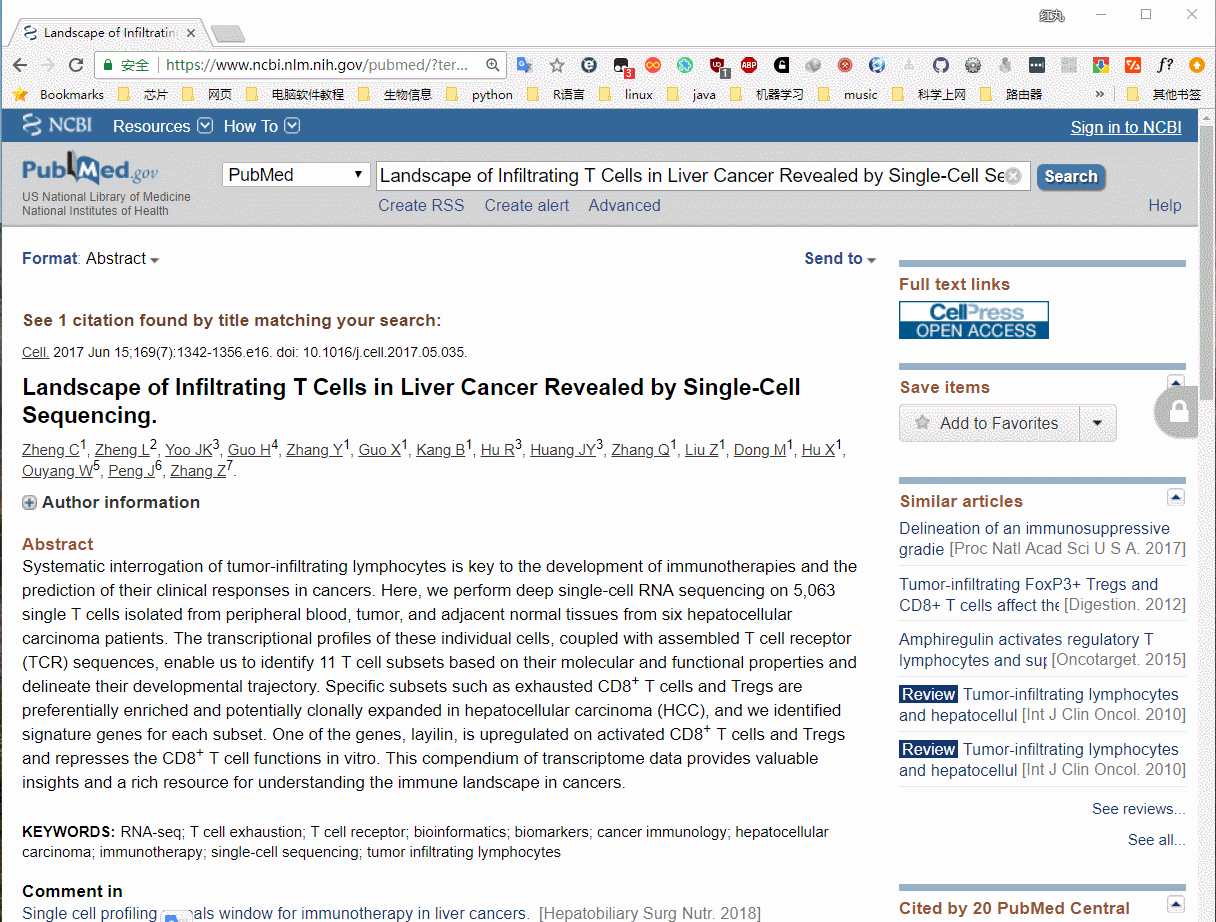 红丸
Landscape of Infiltratin
安全 https://www.ncbi.nlm.nih.gov/pubmed/?ter...
Bookmarks 芯片 网页 电脑软件教程 生物信息 python R语言 linux java 机器学习 music 科学上网 路由器 » 其他书签
NCBI Resources How To Sign in to NCBI
PubMed.gov
US National Library of Medicine
National Institutes of Health
PubMed Landscape of Infiltrating T Cells in Liver Cancer Revealed by Single-Cell Se Search
Create RSS Create alert Advanced Help
Format: Abstract Send to
See 1 citation found by title matching your search:
Cell. 2017 Jun 15;169(7):1342-1356.e16. doi: 10.1016/j.cell.2017.05.035.
Landscape of Infiltrating T Cells in Liver Cancer Revealed by Single-Cell
Sequencing.
Zheng C1, Zheng L2, Yoo JK3, Guo H4, Zhang Y1, Guo X1, Kang B1, Hu R3, Huang JY3, Zhang Q1, Liu Z1, Dong M1, Hu X1,
Ouyang W5, Peng J6, Zhang Z7.
Author information
Abstract
Systematic interrogation of tumor-infiltrating lymphocytes is key to the development of immunotherapies and the
prediction of their clinical responses in cancers. Here, we perform deep single-cell RNA sequencing on 5,063
single T cells isolated from peripheral blood, tumor, and adjacent normal tissues from six hepatocellular
carcinoma patients. The transcriptional profiles of these individual cells, coupled with assembled T cell receptor
(TCR) sequences, enable us to identify 11 T cell subsets based on their molecular and functional properties and
delineate their developmental trajectory. Specific subsets such as exhausted CD8+ T cells and Tregs are
preferentially enriched and potentially clonally expanded in hepatocellular carcinoma (HCC), and we identified
signature genes for each subset. One of the genes, layilin, is upregulated on activated CD8+ T cells and Tregs
and represses the CD8+ T cell functions in vitro. This compendium of transcriptome data provides valuable
insights and a rich resource for understanding the immune landscape in cancers.
KEYWORDS: RNA-seq; T cell exhaustion; T cell receptor; bioinformatics; biomarkers; cancer immunology; hepatocellular
carcinoma; immunotherapy; single-cell sequencing; tumor infiltrating lymphocytes
Comment in
Single cell profiling als window for immunotherapy in liver cancers. [Hepatobiliary Surg Nutr. 2018]
Full text links
CellPress
OPEN ACCESS
Save items
Add to Favorites
Similar articles
Delineation of an immunosuppressive
gradie [Proc Natl Acad Sci U S A. 2017]
Tumor-infiltrating FoxP3+ Tregs and
CD8+ T cells affect the [Digestion. 2012]
Amphiregulin activates regulatory T
lymphocytes and sup [Oncotarget. 2015]
Review Tumor-infiltrating lymphocytes
and hepatocellul [Int J Clin Oncol. 2010]
Review Tumor-infiltrating lymphocytes
and hepatocellul [Int J Clin Oncol. 2010]
See reviews...
See all...
Cited by 20 PubMed Central